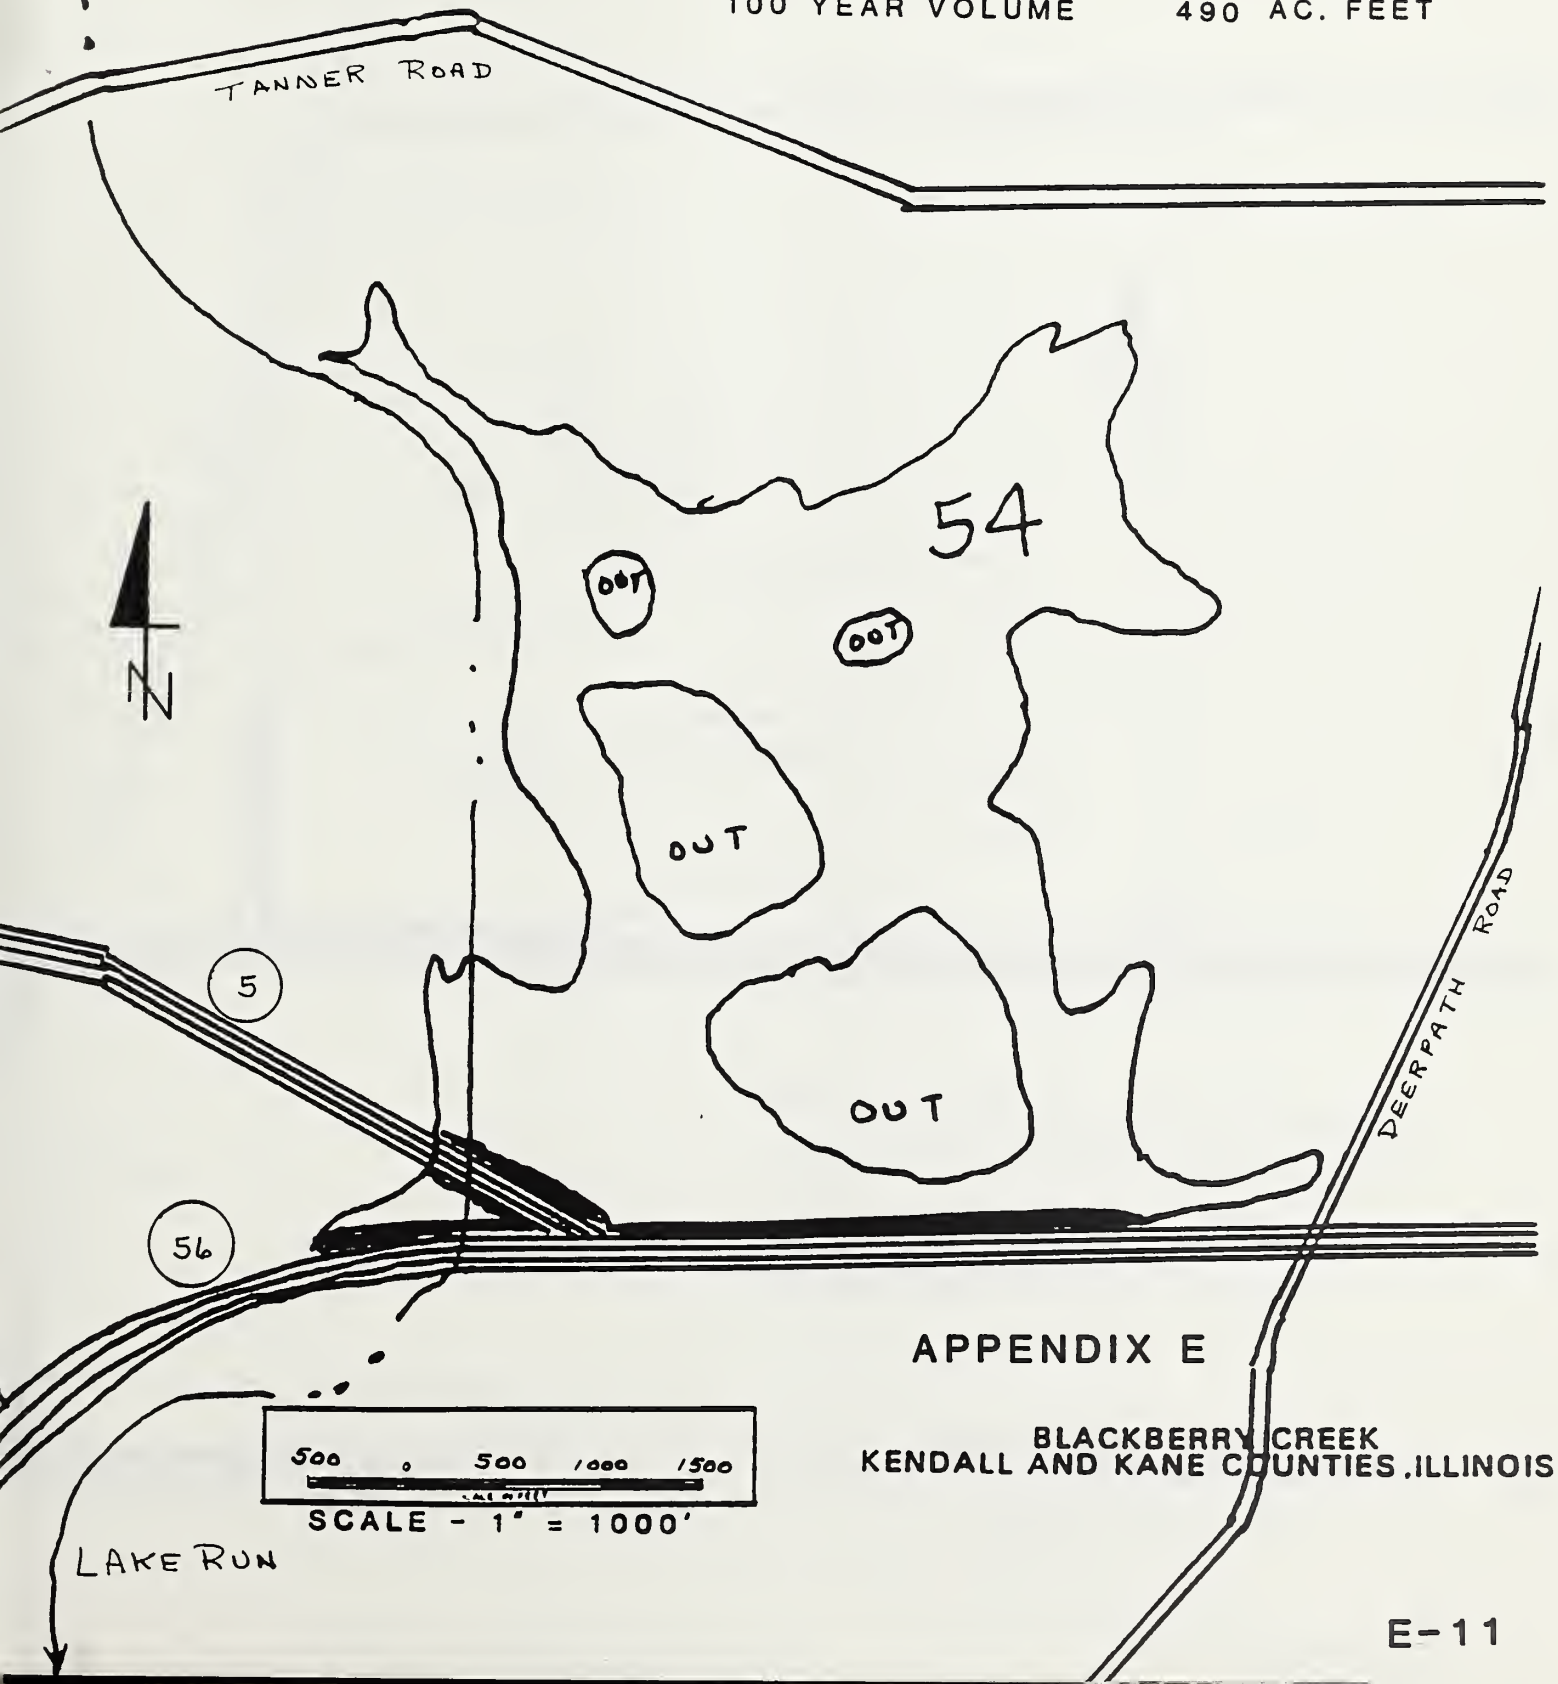 100 YEAR VOLUME 490 AC. FEET
TANNER ROAD
54
OUT
OUT
N
OUT
DEERPATH ROAD
5
OUT
56
APPENDIX E
BLACKBERRY CREEK
KENDALL AND KANE COUNTIES, ILLINOIS
500 0 500 1000 1500
SCALE - 1" = 1000'
LAKE RUN
E-11